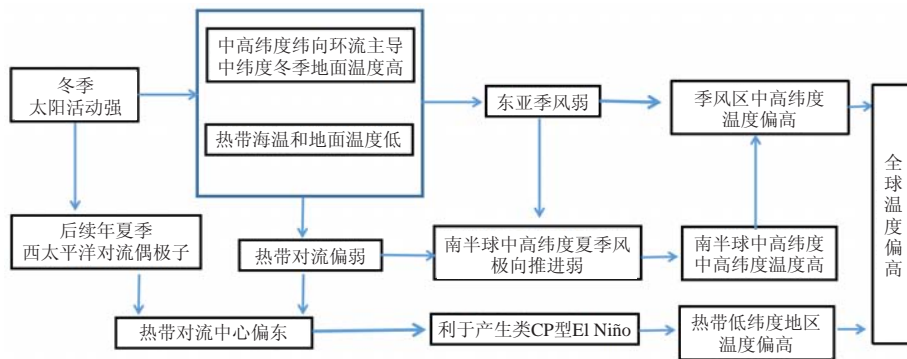 冬季
太阳活动强
中高纬度纬向环流主导
中纬度冬季地面温度高
热带海温和地面温度低
东亚季风弱
季风区中高纬度
温度偏高
后续年夏季
西太平洋对流偶极子
热带对流偏弱
南半球中高纬度夏季风
极向推进弱
南半球中高纬度
中高纬度温度高
热带对流中心偏东
利于产生类CP型El Niño
热带低纬度地区
温度偏高
全球温度偏高